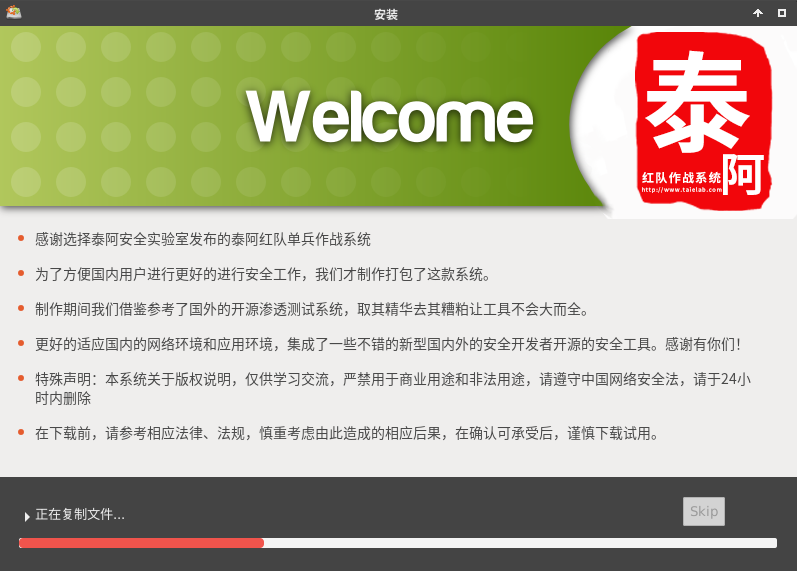 安装
Welcome
泰
阿
红队作战系统
http://www.taielab.com
感谢选择泰阿安全实验室发布的泰阿红队单兵作战系统
为了方便国内用户进行更好的进行安全工作，我们才制作打包了这款系统。
制作期间我们借鉴参考了国外的开源渗透测试系统，取其精华去其糟粕让工具不会大而全。
更好的适应国内的网络环境和应用环境，集成了一些不错的新型国内外的安全开发者开源的安全工具。感谢有你们！
特殊声明：本系统关于版权说明，仅供学习交流，严禁用于商业用途和非法用途，请遵守中国网络安全法，请于24小
时内删除
在下载前，请参考相应法律、法规，慎重考虑由此造成的相应后果，在确认可承受后，谨慎下载试用。
正在复制文件...
Skip